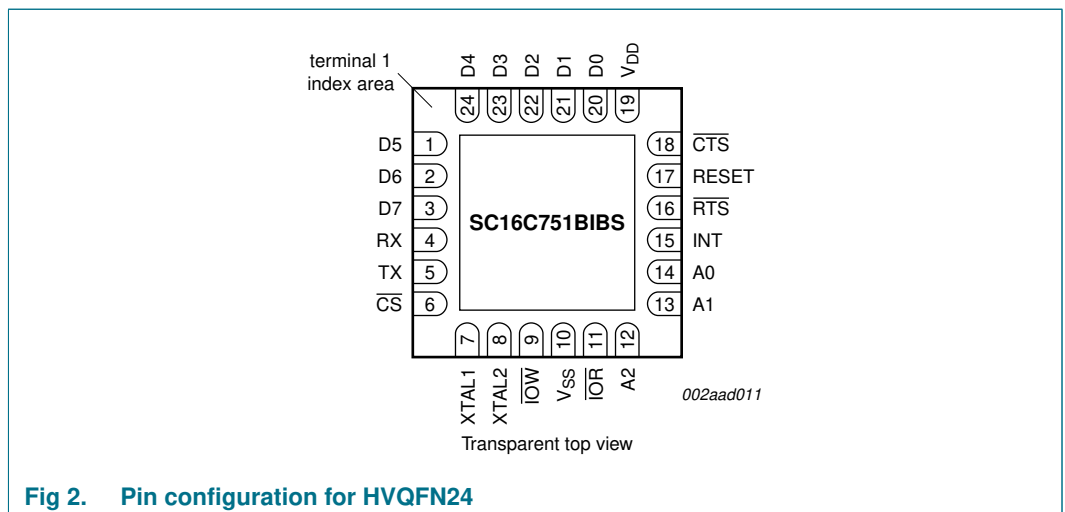 terminal 1
index area
D4 D3 D2 D1 D0 VDD
24 23 22 21 20 19
D5 1 18 CTS
D6 2 17 RESET
D7 3 16 RTS
SC16C751BIBS
RX 4 15 INT
TX 5 14 A0
CS 6 13 A1
7 8 9 10 11 12
XTAL1 XTAL2 IOW VSS IOR A2
002aad011
Transparent top view
Fig 2. Pin configuration for HVQFN24